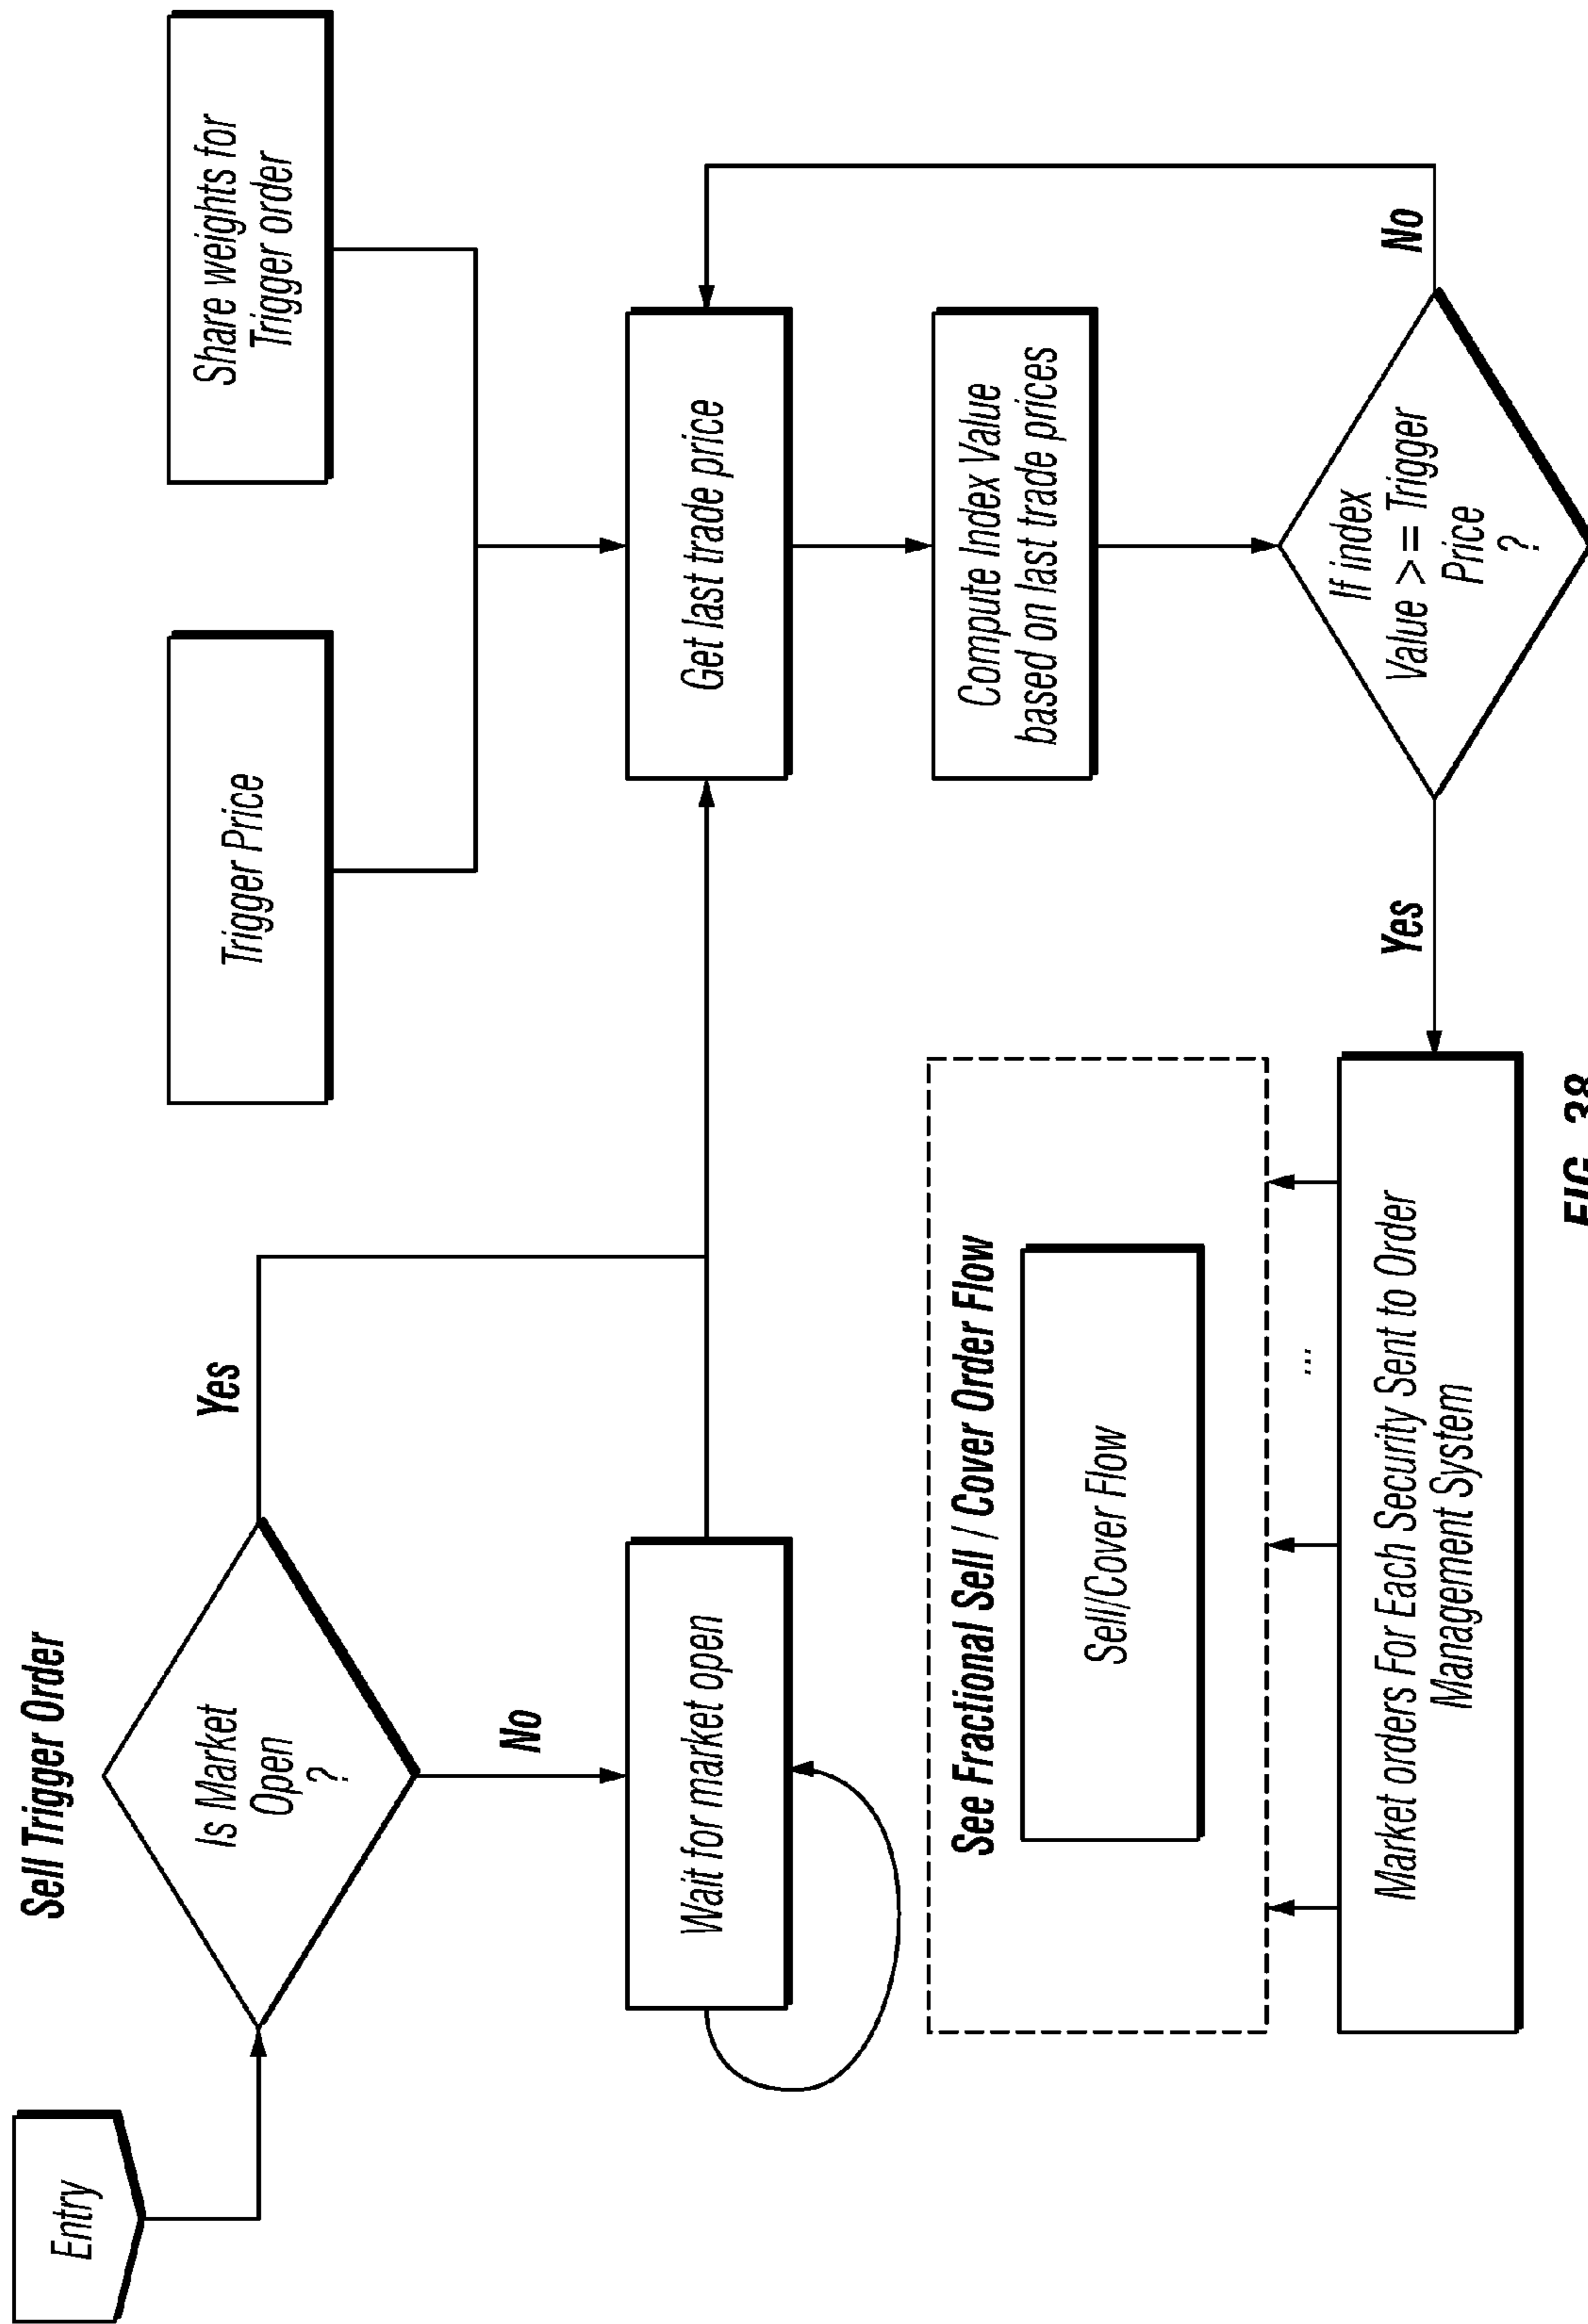 Sell Trigger Order
Entry
Is Market
Open
?
Yes
No
Wait for market open
Trigger Price
Share weights for
Trigger order
Get last trade price
Compute Index Value
based on last trade prices
If index
Value >= Trigger
Price
?
No
Yes
See Fractional Sell / Cover Order Flow
Sell/Cover Flow
...
Market orders For Each Security Sent to Order
Management System
FIG. 38